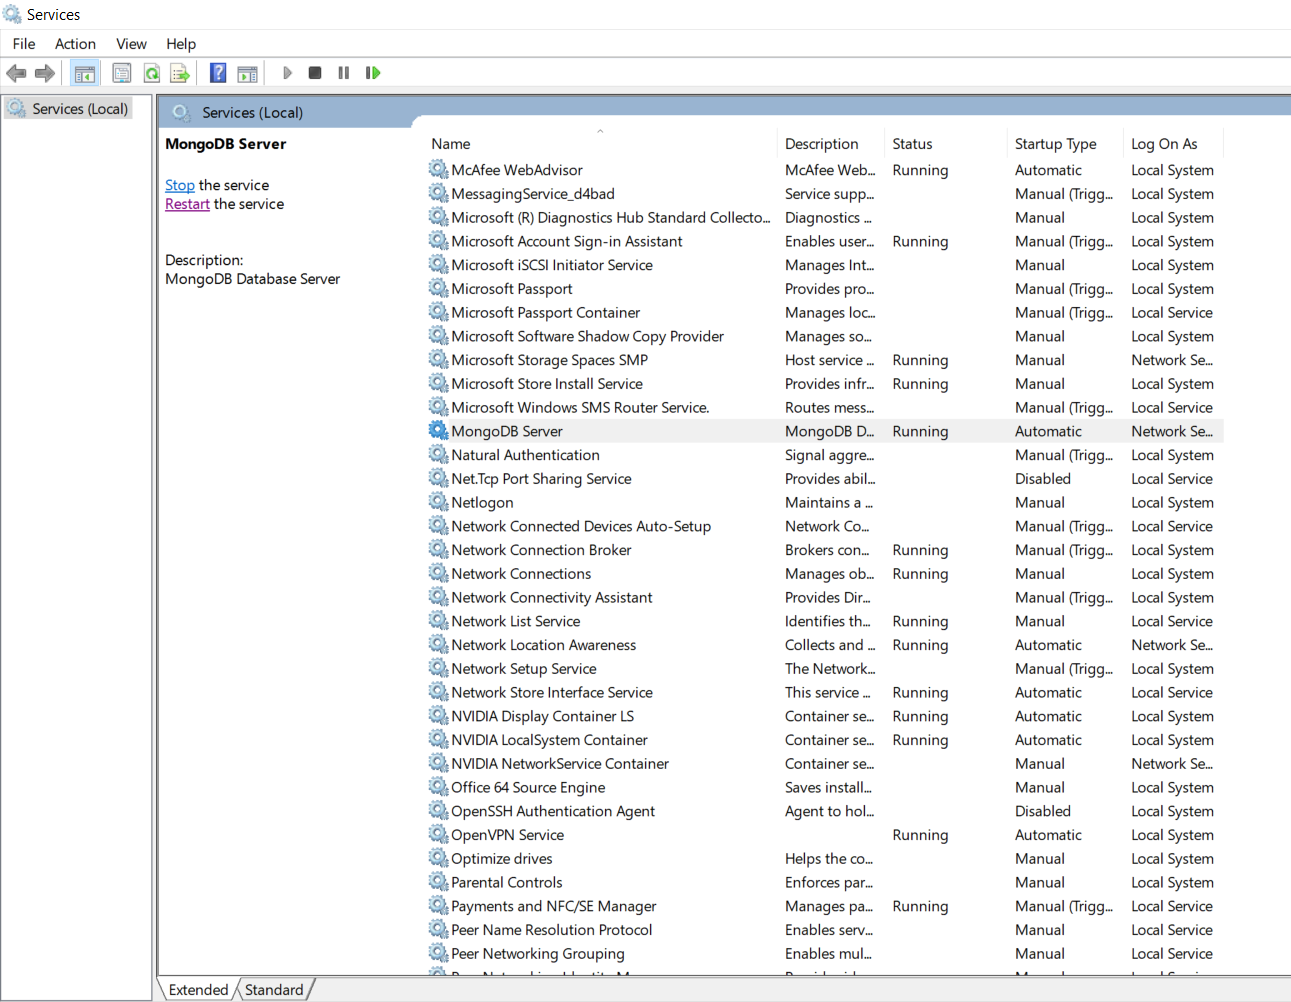 Services
File Action View Help
Services (Local)
Services (Local)
MongoDB Server
Stop the service
Restart the service
Description:
MongoDB Database Server
Name Description Status Startup Type Log On As
McAfee WebAdvisor McAfee Web... Running Automatic Local System
MessagingService_d4bad Service supp... Manual (Trigg... Local System
Microsoft (R) Diagnostics Hub Standard Collecto... Diagnostics ... Manual Local System
Microsoft Account Sign-in Assistant Enables user... Running Manual (Trigg... Local System
Microsoft iSCSI Initiator Service Manages Int... Manual Local System
Microsoft Passport Provides pro... Manual (Trigg... Local System
Microsoft Passport Container Manages loc... Manual (Trigg... Local Service
Microsoft Software Shadow Copy Provider Manages so... Manual Local System
Microsoft Storage Spaces SMP Host service ... Running Manual Network Se...
Microsoft Store Install Service Provides infr... Running Manual Local System
Microsoft Windows SMS Router Service. Routes mess... Manual (Trigg... Local Service
MongoDB Server MongoDB D... Running Automatic Network Se...
Natural Authentication Signal aggre... Manual (Trigg... Local System
Net.Tcp Port Sharing Service Provides abil... Disabled Local Service
Netlogon Maintains a ... Manual Local System
Network Connected Devices Auto-Setup Network Co... Manual (Trigg... Local Service
Network Connection Broker Brokers con... Running Manual (Trigg... Local System
Network Connections Manages ob... Running Manual Local System
Network Connectivity Assistant Provides Dir... Manual (Trigg... Local System
Network List Service Identifies th... Running Manual Local Service
Network Location Awareness Collects and ... Running Automatic Network Se...
Network Setup Service The Network... Manual (Trigg... Local System
Network Store Interface Service This service ... Running Automatic Local Service
NVIDIA Display Container LS Container se... Running Automatic Local System
NVIDIA LocalSystem Container Container se... Running Automatic Local System
NVIDIA NetworkService Container Container se... Manual Network Se...
Office 64 Source Engine Saves install... Manual Local System
OpenSSH Authentication Agent Agent to hol... Disabled Local System
OpenVPN Service Running Automatic Local System
Optimize drives Helps the co... Manual Local System
Parental Controls Enforces par... Manual Local System
Payments and NFC/SE Manager Manages pa... Running Manual (Trigg... Local Service
Peer Name Resolution Protocol Enables serv... Manual Local Service
Peer Networking Grouping Enables mul... Manual Local Service
Extended Standard